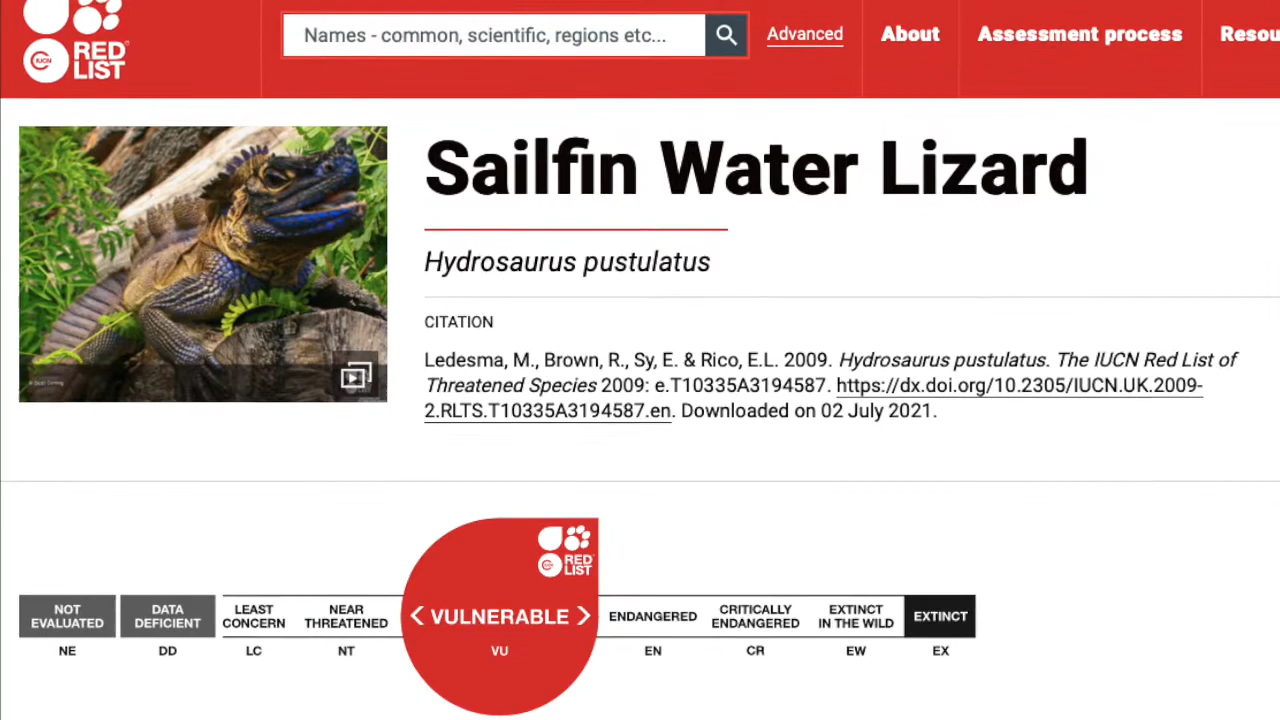 RED
LIST
IUCN
Names - common, scientific, regions etc...
Advanced
About
Assessment process
Resou
Sailfin Water Lizard
Hydrosaurus pustulatus
CITATION
Ledesma, M., Brown, R., Sy, E. & Rico, E.L. 2009. Hydrosaurus pustulatus. The IUCN Red List of
Threatened Species 2009: e.T10335A3194587. https://dx.doi.org/10.2305/IUCN.UK.2009-
2.RLTS.T10335A3194587.en. Downloaded on 02 July 2021.
RED
LIST
NOT
EVALUATED
NE
DATA
DEFICIENT
DD
LEAST
CONCERN
LC
NEAR
THREATENED
NT
< VULNERABLE >
VU
ENDANGERED
EN
CRITICALLY
ENDANGERED
CR
EXTINCT
IN THE WILD
EW
EXTINCT
EX